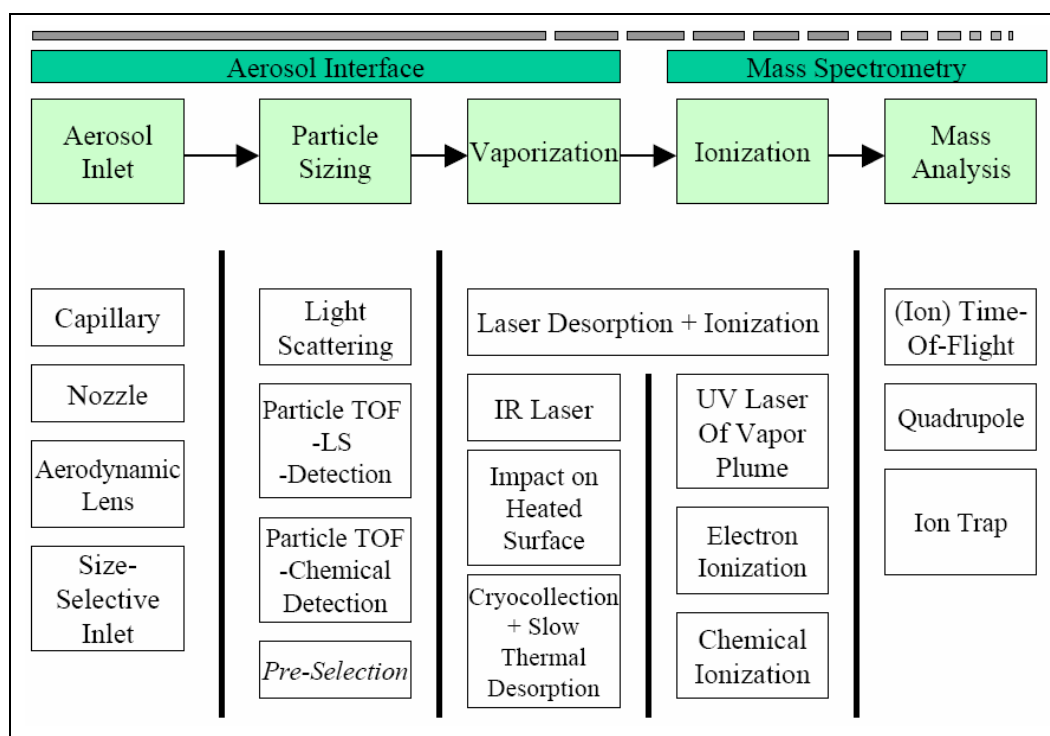 Aerosol Interface
Mass Spectrometry
Aerosol
Inlet
Particle
Sizing
Vaporization
Ionization
Mass
Analysis
Capillary
Nozzle
Aerodynamic
Lens
Size-
Selective
Inlet
Light
Scattering
Particle TOF
-LS
-Detection
Particle TOF
-Chemical
Detection
Pre-Selection
Laser Desorption + Ionization
IR Laser
Impact on
Heated
Surface
Cryocollection
+ Slow
Thermal
Desorption
UV Laser
Of Vapor
Plume
Electron
Ionization
Chemical
Ionization
(Ion) Time-
Of-Flight
Quadrupole
Ion Trap